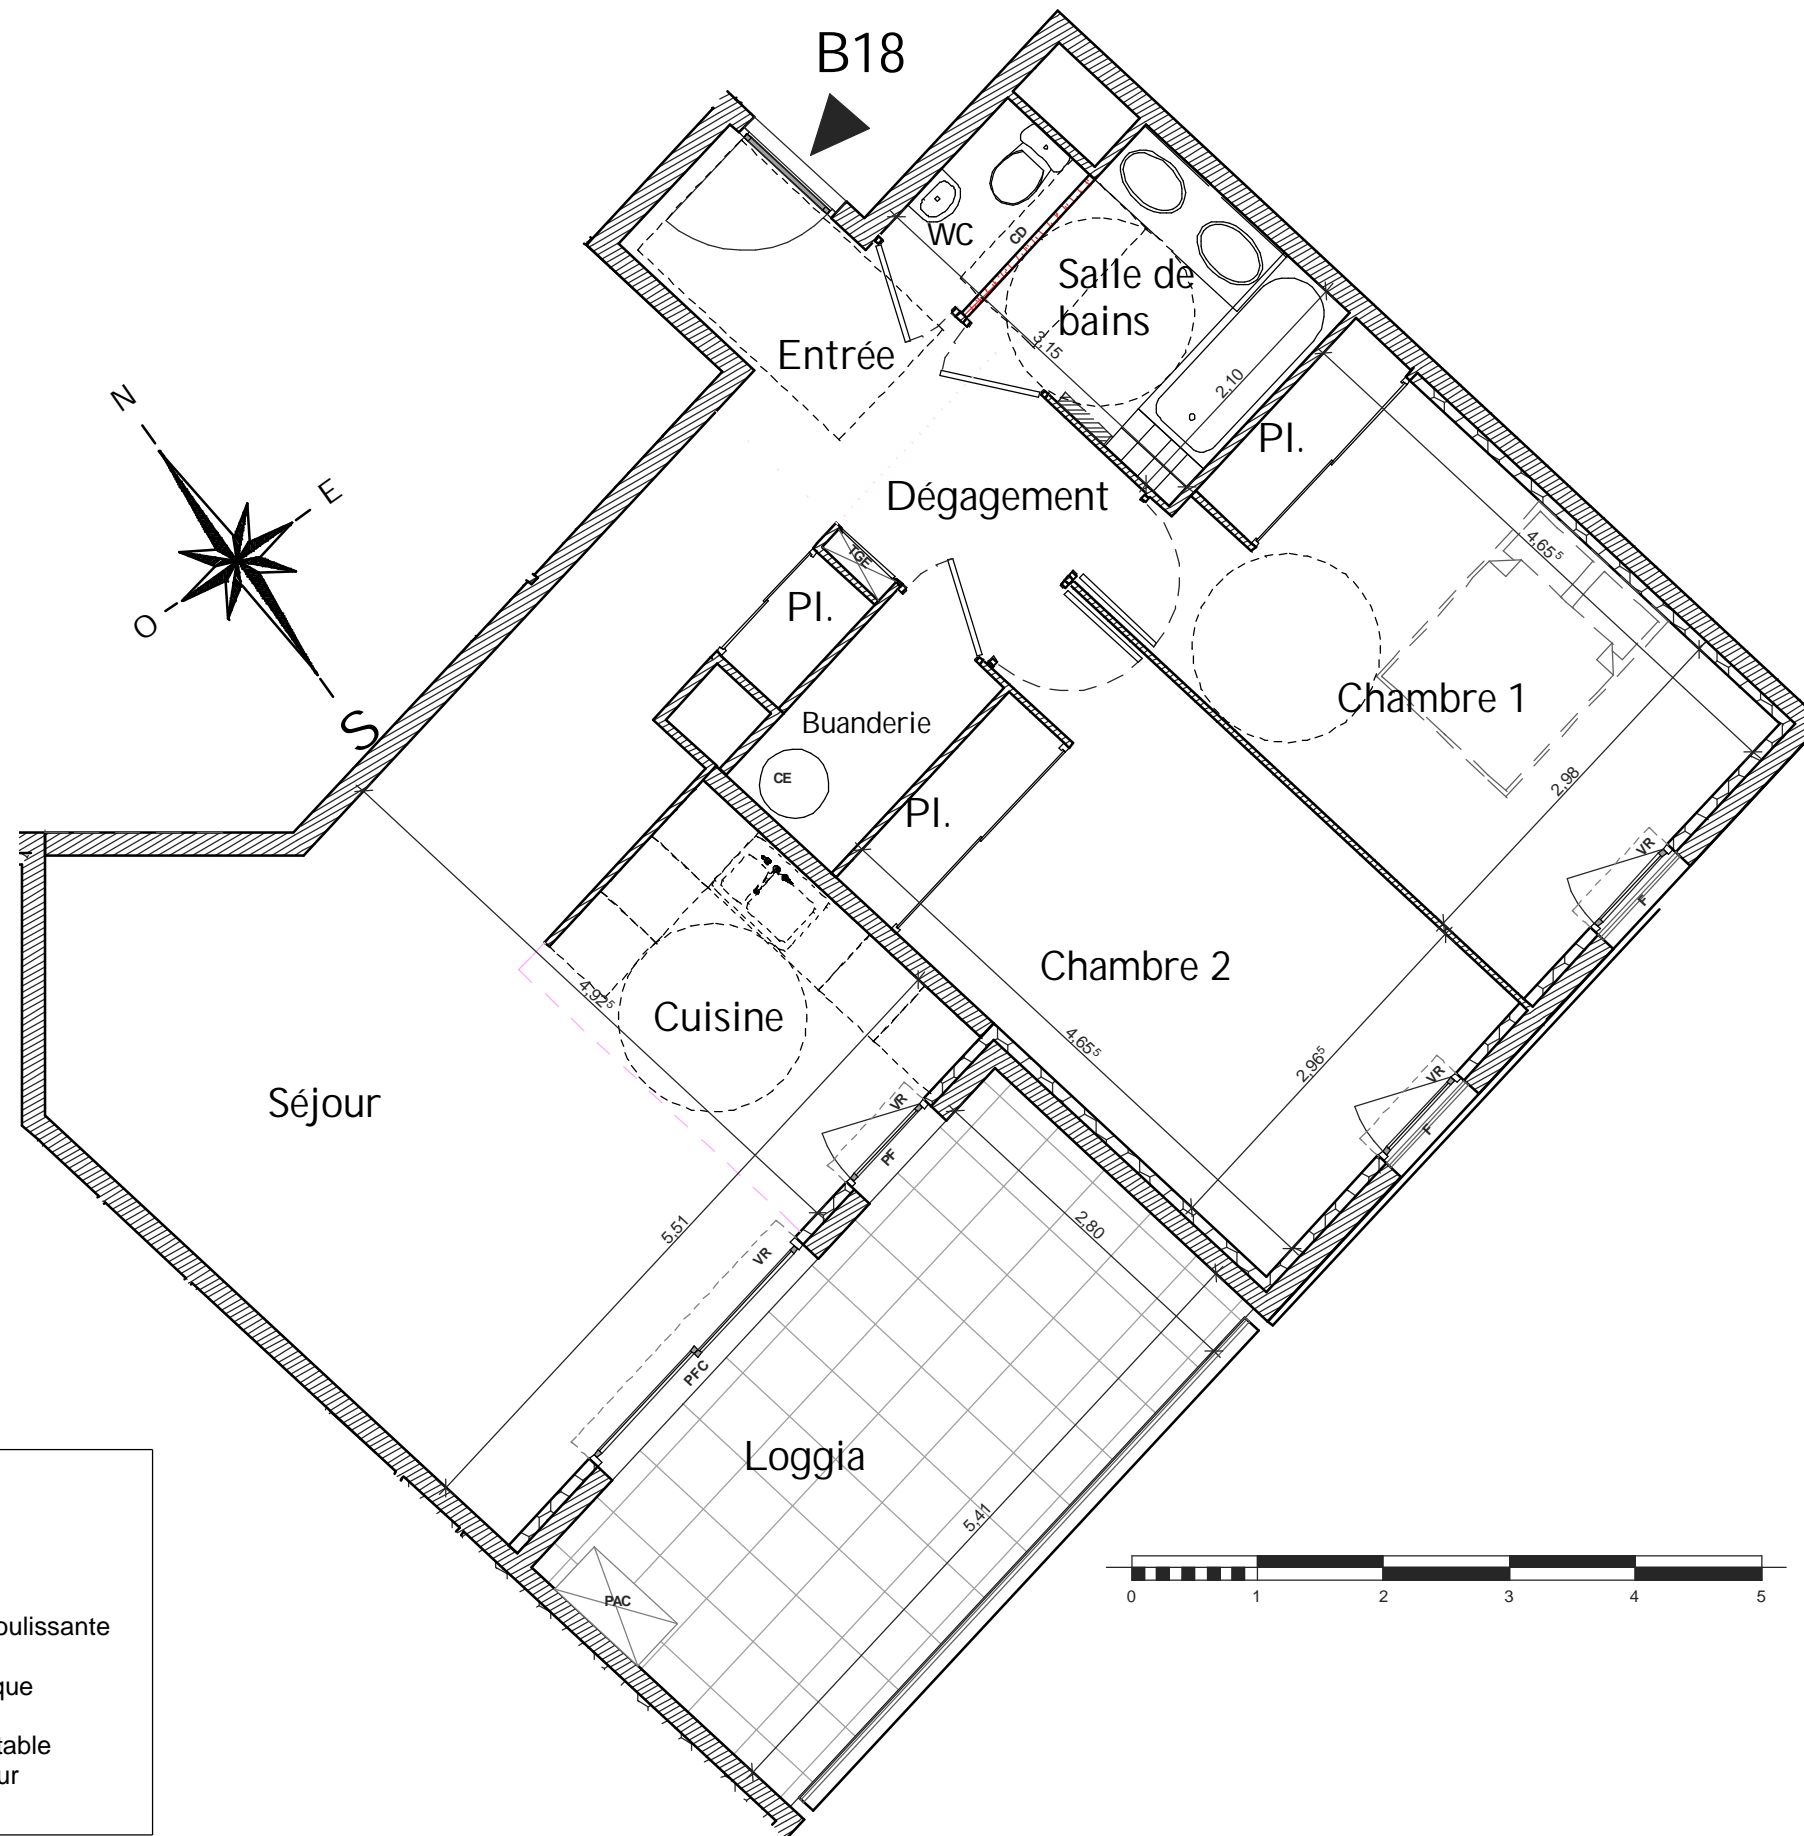 B18
WC
CD
Salle de
bains
3,15
2,10
Entrée
Pl.
N
E
O
S
Dégagement
TGE
Pl.
4,65⁵
Chambre 1
Buanderie
CE
Pl.
2,98
VR
F
Chambre 2
4,92⁵
Cuisine
4,65⁵
2,96⁵
VR
F
Séjour
VR
PF
5,51
2,80
VR
PFC
Loggia
5,41
PAC
0 1 2 3 4 5
oulissante
que
table
ur